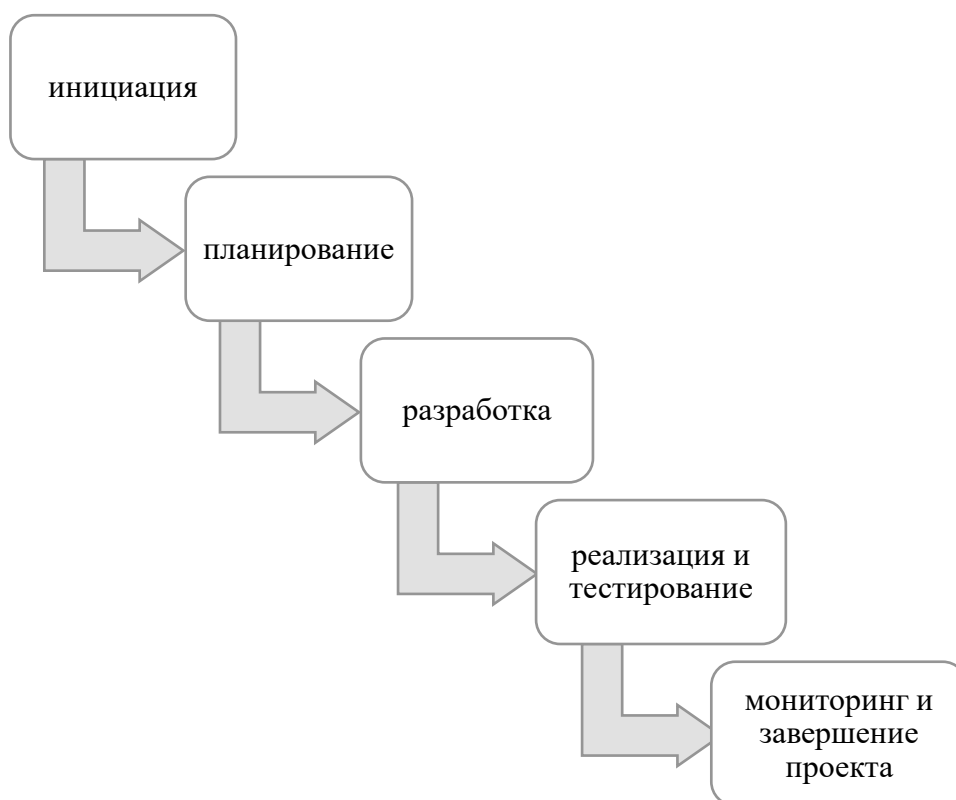 инициация
планирование
разработка
реализация и
тестирование
мониторинг и
завершение
проекта